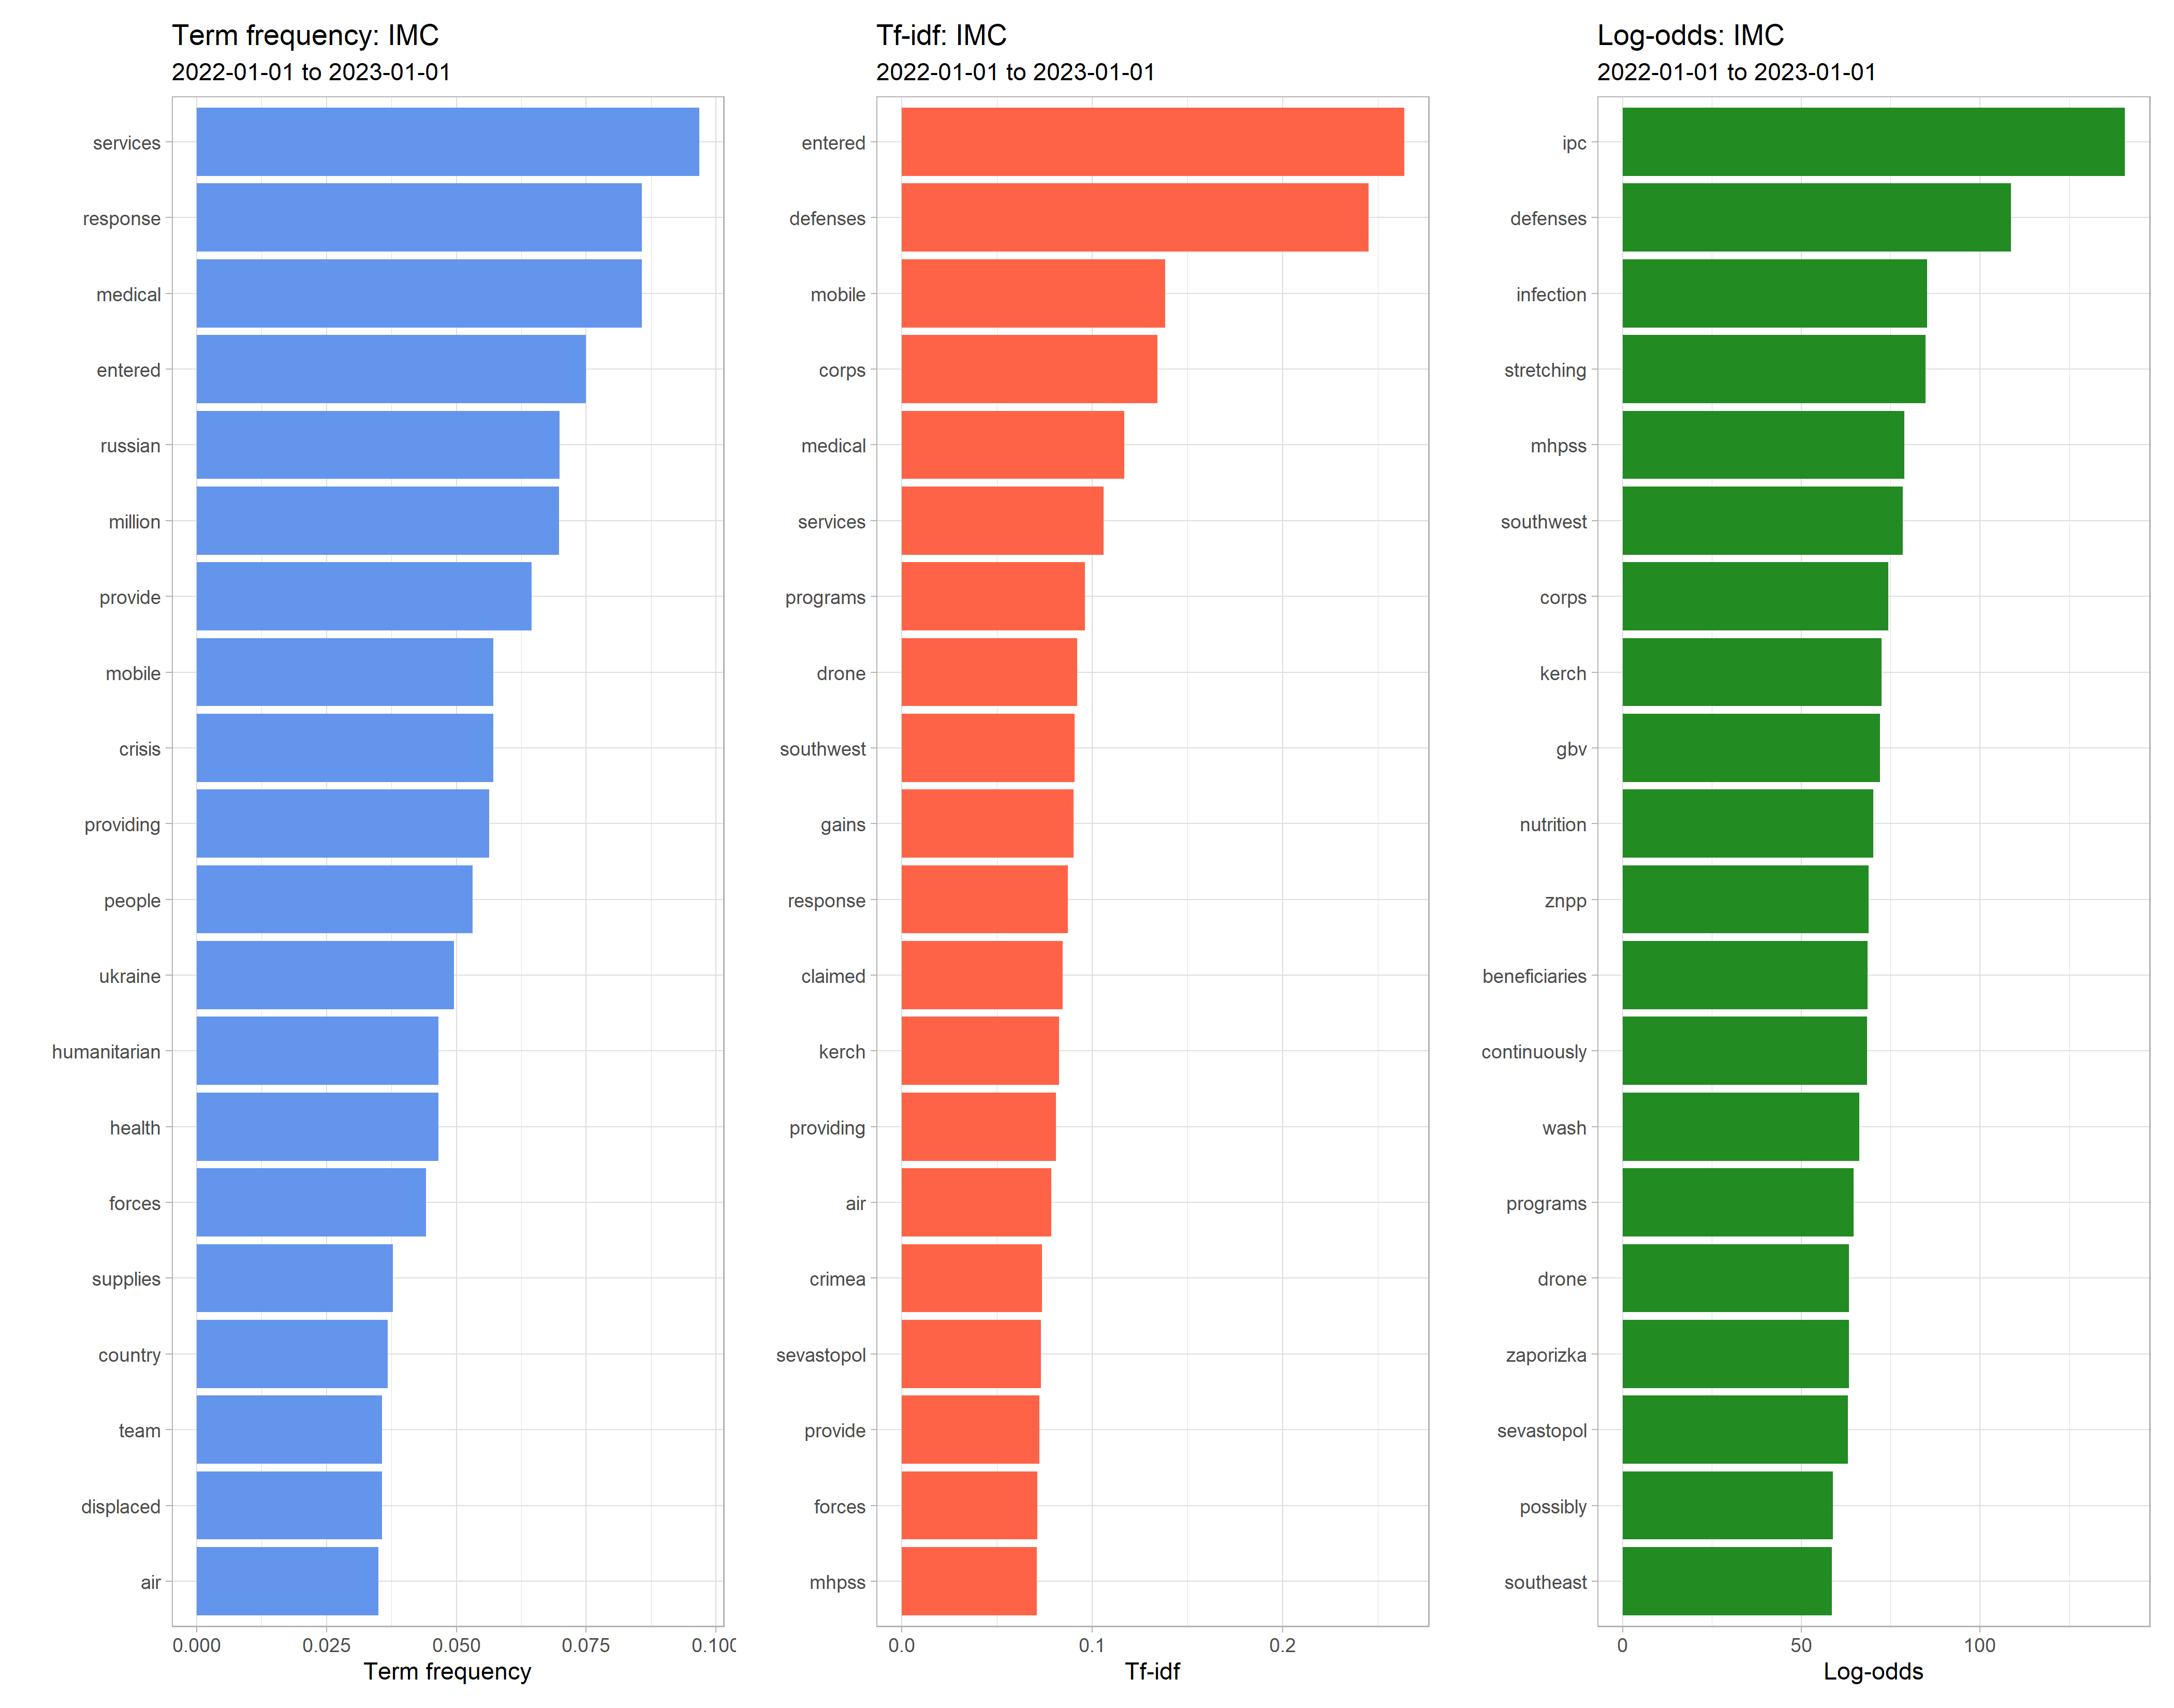 Term frequency: IMC
2022-01-01 to 2023-01-01
services
response
medical
entered
russian
million
provide
mobile
crisis
providing
people
ukraine
humanitarian
health
forces
supplies
country
team
displaced
air
0.000 0.025 0.050 0.075 0.100
Term frequency
Tf-idf: IMC
2022-01-01 to 2023-01-01
entered
defenses
mobile
corps
medical
services
programs
drone
southwest
gains
response
claimed
kerch
providing
air
crimea
sevastopol
provide
forces
mhpss
0.0 0.1 0.2
Tf-idf
Log-odds: IMC
2022-01-01 to 2023-01-01
ipc
defenses
infection
stretching
mhpss
southwest
corps
kerch
gbv
nutrition
znpp
beneficiaries
continuously
wash
programs
drone
zaporizka
sevastopol
possibly
southeast
0 50 100
Log-odds